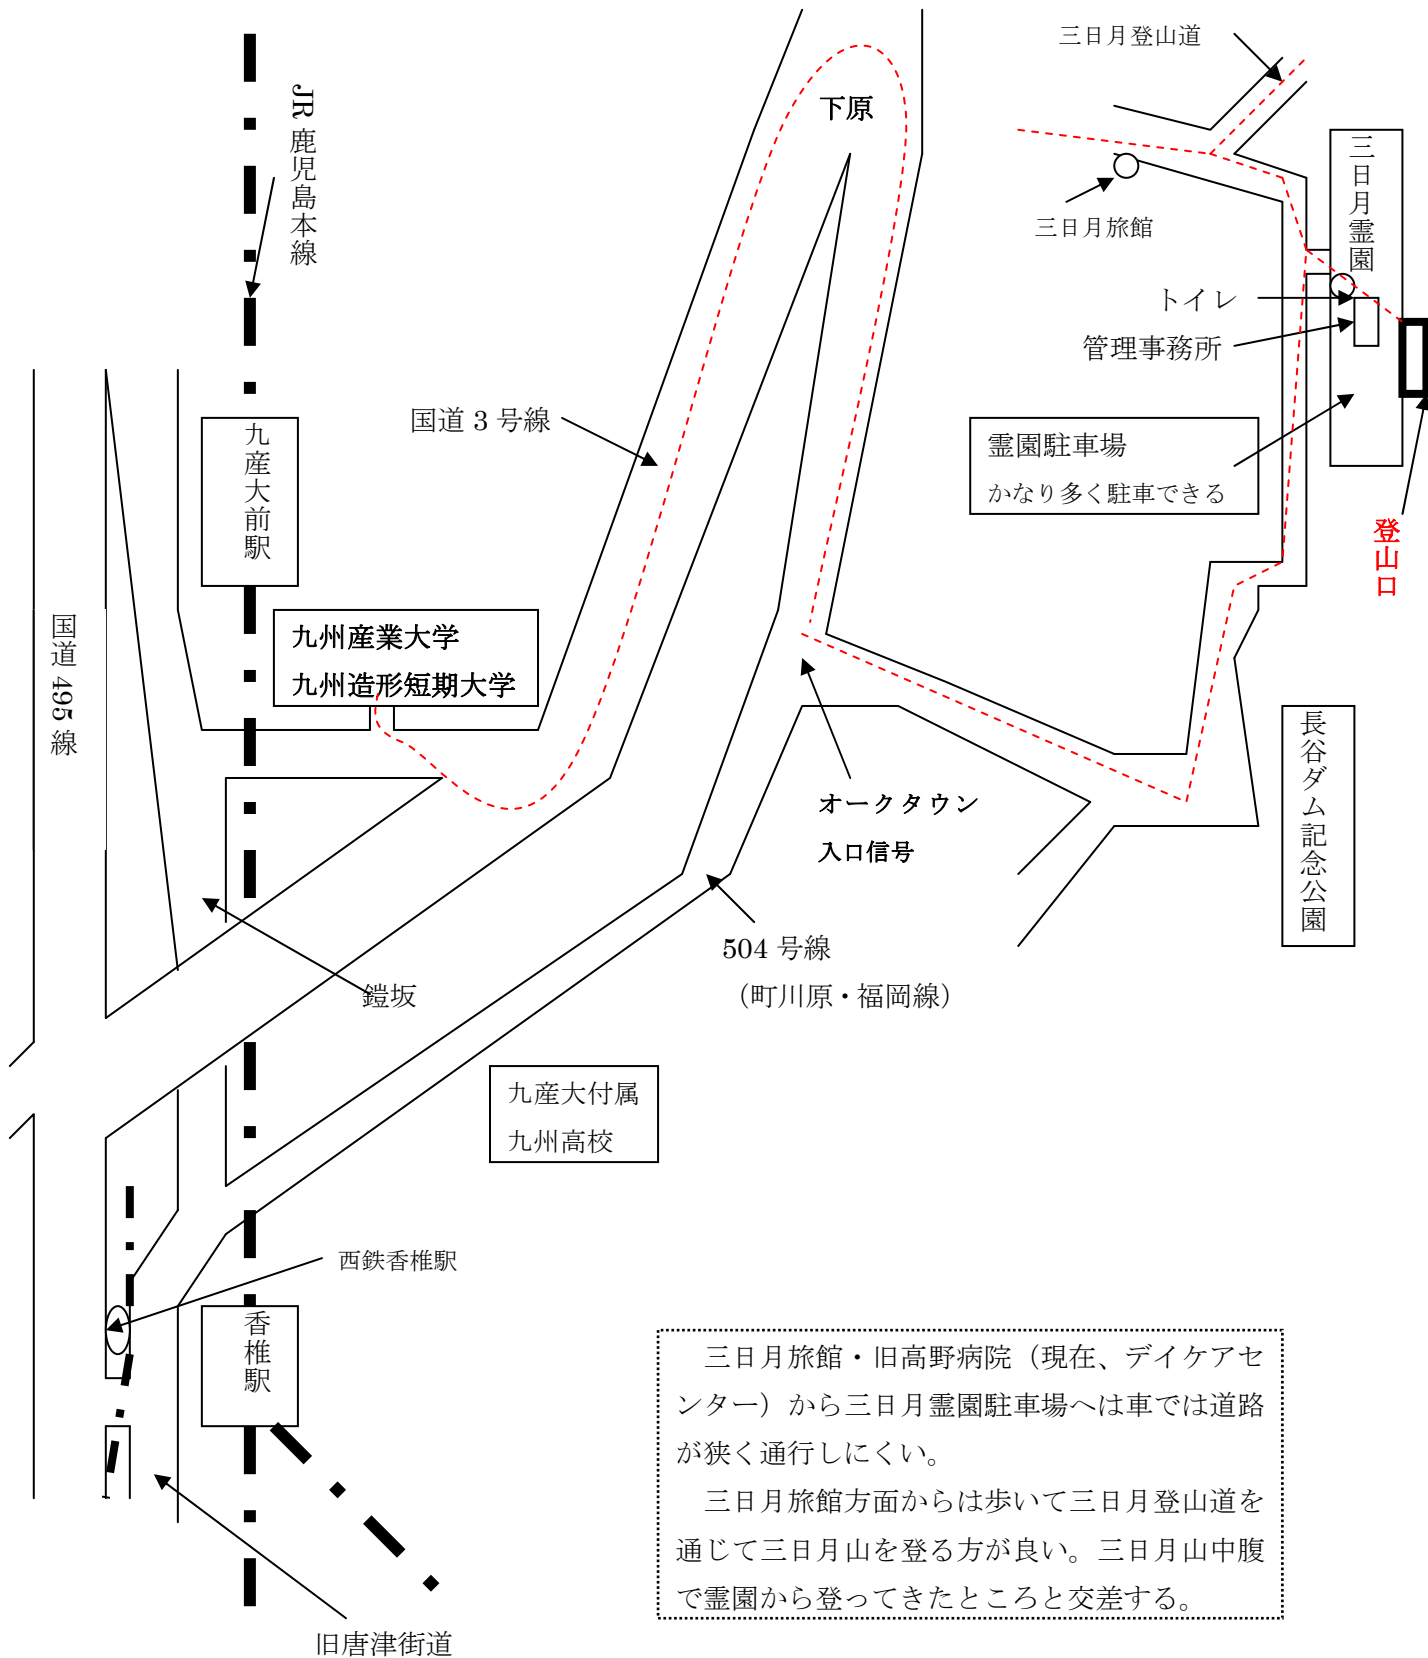 三日月登山道
下原
JR 鹿児島本線
三日月霊園
三日月旅館
トイレ
管理事務所
国道 3 号線
九産大前駅
霊園駐車場
かなり多く駐車できる
登山口
国道 495 線
九州産業大学
九州造形短期大学
長谷ダム記念公園
オークタウン
入口信号
504 号線
（町川原・福岡線）
鎧坂
九産大付属
九州高校
西鉄香椎駅
香椎駅
三日月旅館・旧高野病院（現在、デイケアセ
ンター）から三日月霊園駐車場へは車では道路
が狭く通行しにくい。
三日月旅館方面からは歩いて三日月登山道を
通じて三日月山を登る方が良い。三日月山中腹
で霊園から登ってきたところと交差する。
旧唐津街道